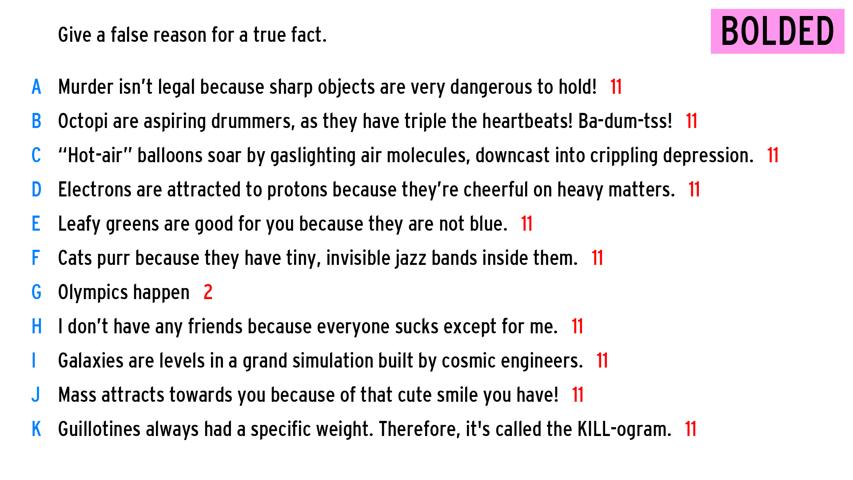 Give a false reason for a true fact.
BOLDED
A Murder isn’t legal because sharp objects are very dangerous to hold! 11
B Octopi are aspiring drummers, as they have triple the heartbeats! Ba-dum-tss! 11
C “Hot-air” balloons soar by gaslighting air molecules, downcast into crippling depression. 11
D Electrons are attracted to protons because they’re cheerful on heavy matters. 11
E Leafy greens are good for you because they are not blue. 11
F Cats purr because they have tiny, invisible jazz bands inside them. 11
G Olympics happen 2
H I don’t have any friends because everyone sucks except for me. 11
I Galaxies are levels in a grand simulation built by cosmic engineers. 11
J Mass attracts towards you because of that cute smile you have! 11
K Guillotines always had a specific weight. Therefore, it's called the KILL-ogram. 11